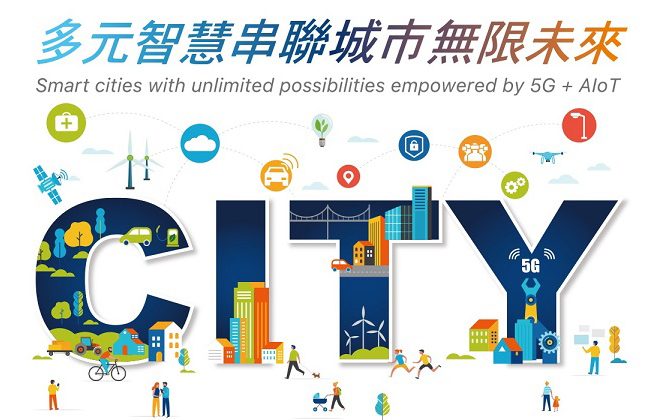 多元智慧串聯城市無限未來
Smart cities with unlimited possibilities empowered by 5G + AIoT
CITY
5G